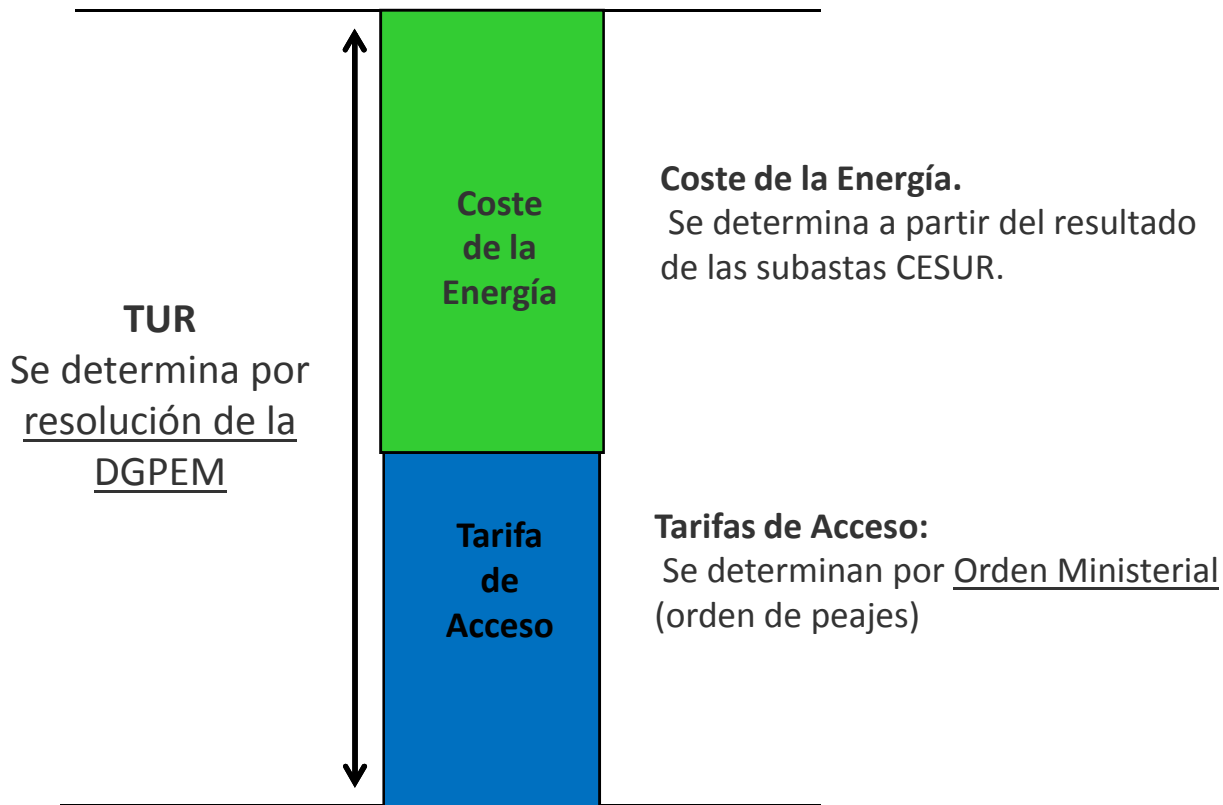 TUR
Se determina por
resolución de la
DGPEM
Coste
de la
Energía
Coste de la Energía.
Se determina a partir del resultado
de las subastas CESUR.
Tarifa
de
Acceso
Tarifas de Acceso:
Se determinan por Orden Ministerial
(orden de peajes)